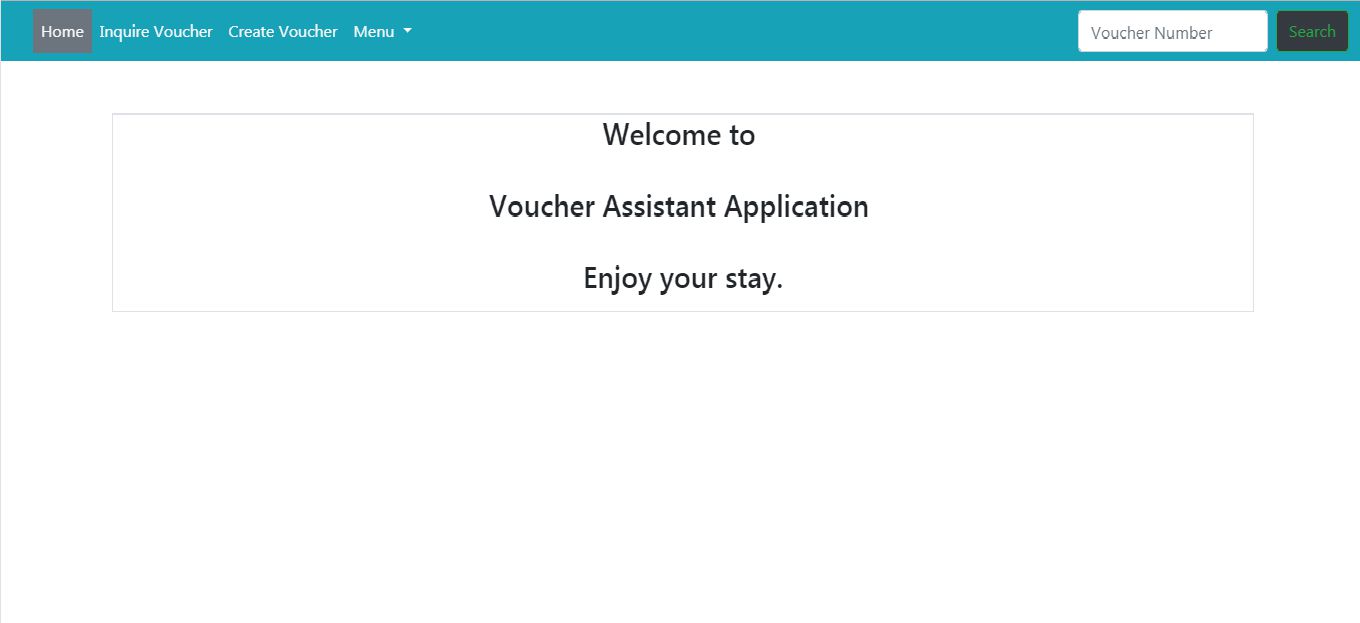 Home Inquire Voucher Create Voucher Menu Voucher Number Search
Welcome to
Voucher Assistant Application
Enjoy your stay.